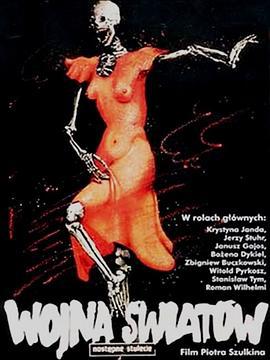 W rolach głównych:
Krystyna Janda,
Jerzy Stuhr,
Janusz Gajos,
Bożena Dykiel,
Zbigniew Buczkowski,
Witold Pyrkosz,
Stanisław Tym,
Roman Wilhelmi
WOJNA ŚWIATÓW
następne stulecie
Film Piotra Szulkina